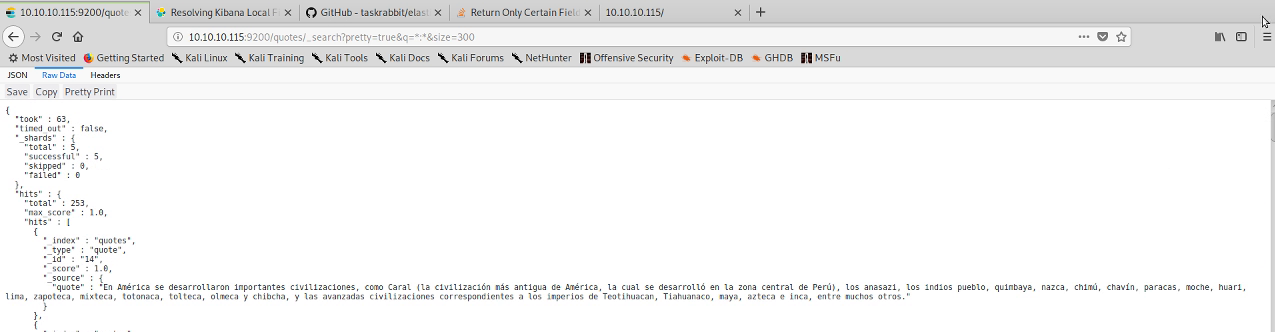 10.10.10.115:9200/quote
Resolving Kibana Local F
GitHub - taskrabbit/elast
Return Only Certain Field
10.10.10.115/
10.10.10.115:9200/quotes/_search?pretty=true&q=*:*&size=300
Most Visited
Getting Started
Kali Linux
Kali Training
Kali Tools
Kali Docs
Kali Forums
NetHunter
Offensive Security
Exploit-DB
GHDB
MSFu
JSON
Raw Data
Headers
Save
Copy
Pretty Print
{
"took" : 63,
"timed_out" : false,
"_shards" : {
"total" : 5,
"successful" : 5,
"skipped" : 0,
"failed" : 0
},
"hits" : {
"total" : 253,
"max_score" : 1.0,
"hits" : [
{
"_index" : "quotes",
"_type" : "quote",
"_id" : "14",
"_score" : 1.0,
"_source" : {
"quote" : "En América se desarrollaron importantes civilizaciones, como Caral (la civilización más antigua de América, la cual se desarrolló en la zona central de Perú), los anasazi, los indios pueblo, quimbaya, nazca, chimú, chavín, paracas, moche, huari,
lima, zapoteca, mixteca, totonaca, tolteca, olmeca y chibcha, y las avanzadas civilizaciones correspondientes a los imperios de Teotihuacan, Tiahuanaco, maya, azteca e inca, entre muchos otros."
}
},
{